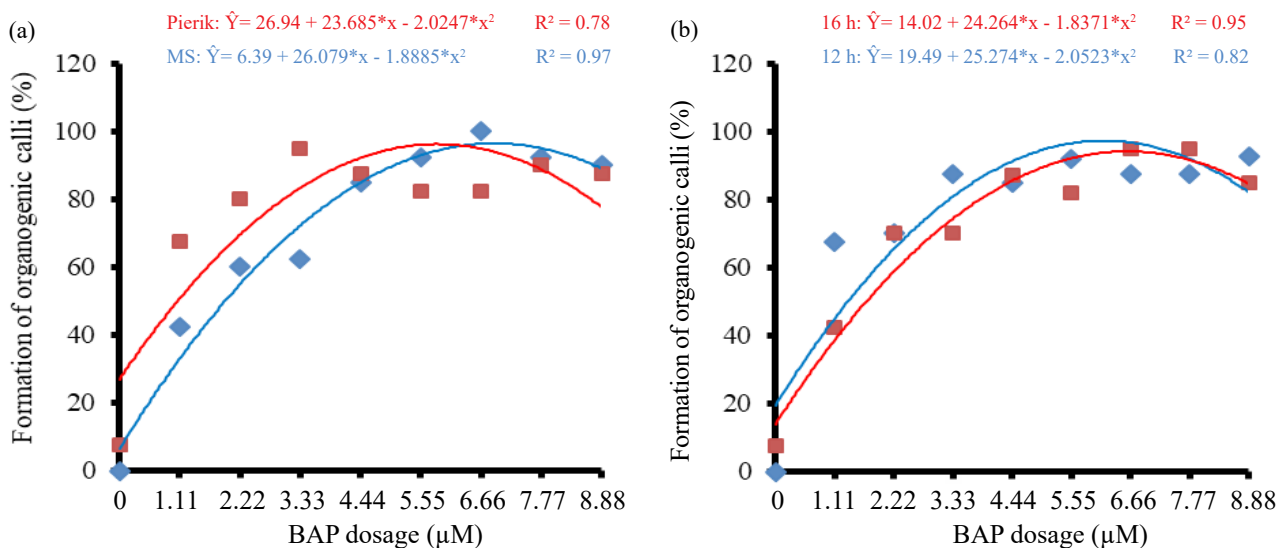 (a)
Pierik: Ŷ= 26.94 + 23.685*x - 2.0247*x² R² = 0.78
MS: Ŷ= 6.39 + 26.079*x - 1.8885*x² R² = 0.97
Formation of organogenic calli (%)
120
100
80
60
40
20
0
0 1.11 2.22 3.33 4.44 5.55 6.66 7.77 8.88
BAP dosage (µM)
(b)
16 h: Ŷ= 14.02 + 24.264*x - 1.8371*x² R² = 0.95
12 h: Ŷ= 19.49 + 25.274*x - 2.0523*x² R² = 0.82
Formation of organogenic calli (%)
120
100
80
60
40
20
0
0 1.11 2.22 3.33 4.44 5.55 6.66 7.77 8.88
BAP dosage (µM)